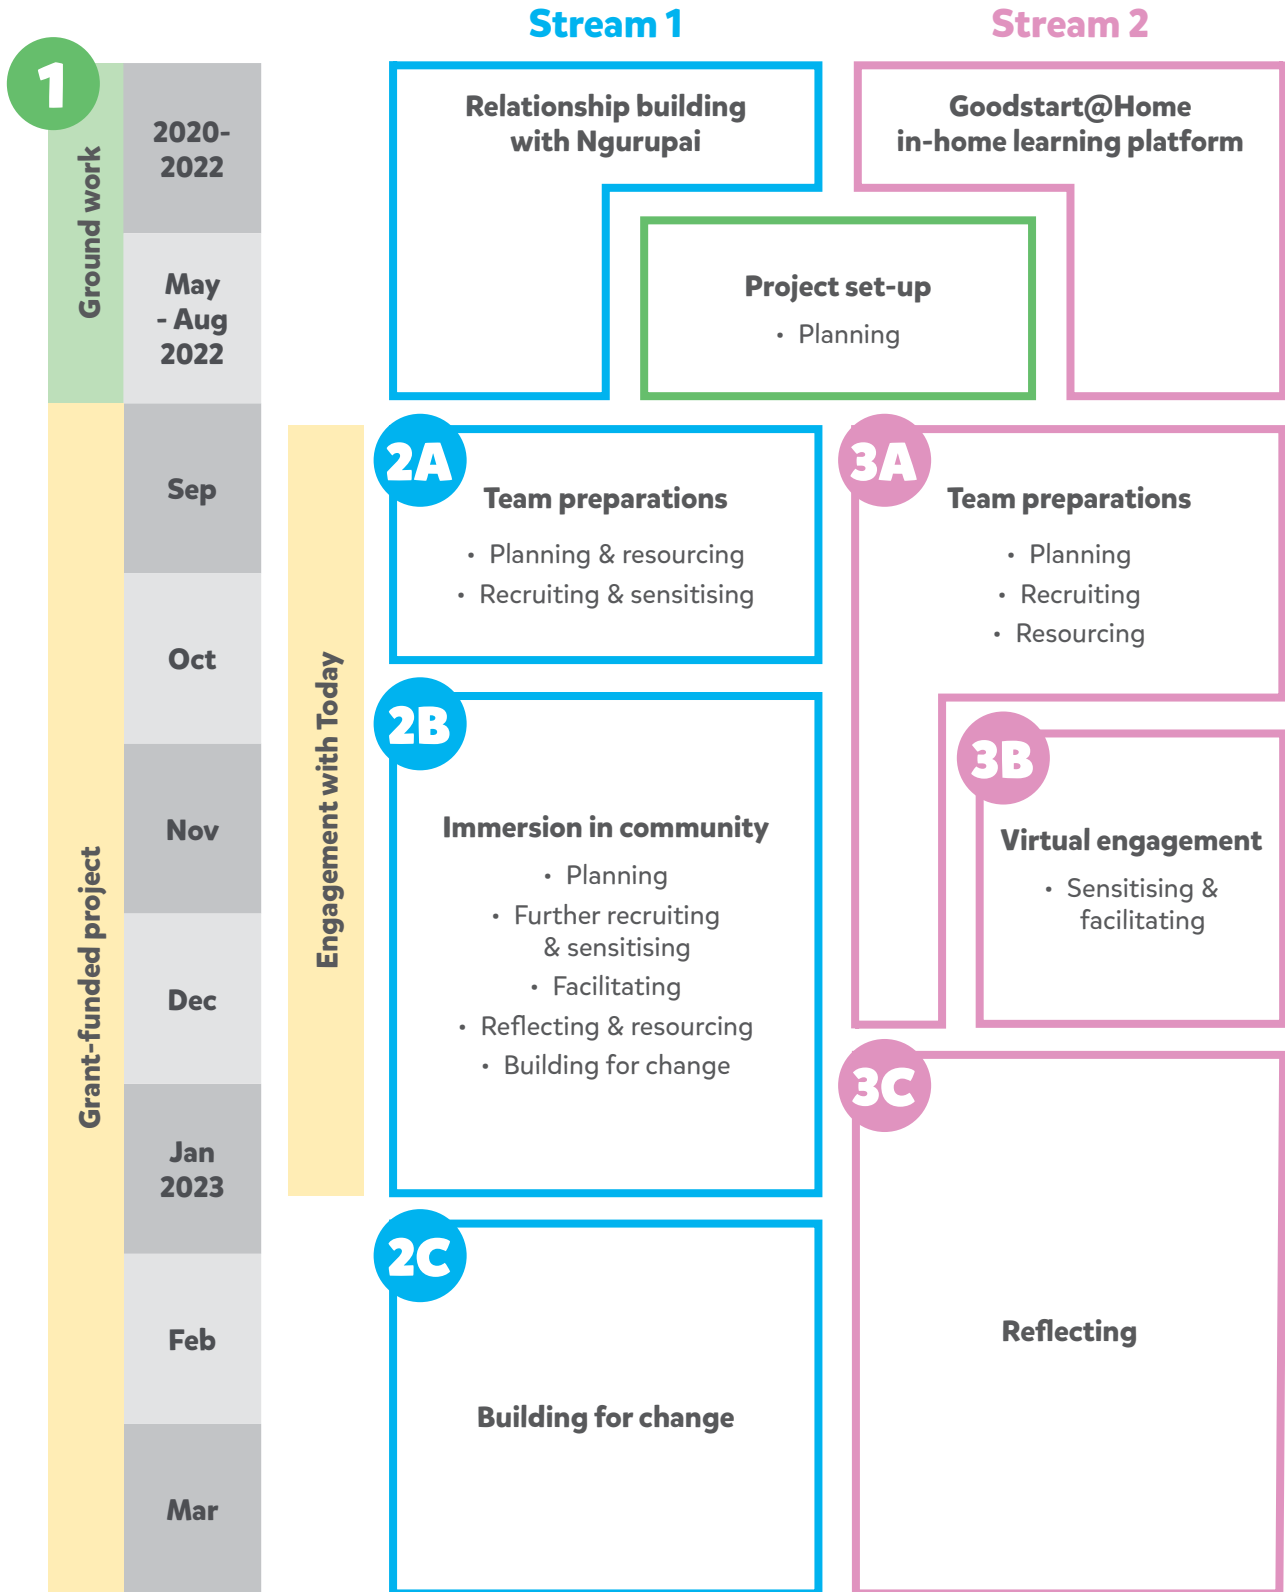 Stream 1
Stream 2
1
Ground work
2020-
2022
May
- Aug
2022
Relationship building
with Ngurupai
Goodstart@Home
in-home learning platform
Project set-up
• Planning
Grant-funded project
Sep
Oct
Nov
Dec
Jan
2023
Feb
Mar
Engagement with Today
2A
Team preparations
• Planning & resourcing
• Recruiting & sensitising
2B
Immersion in community
• Planning
• Further recruiting
& sensitising
• Facilitating
• Reflecting & resourcing
• Building for change
2C
Building for change
3A
Team preparations
• Planning
• Recruiting
• Resourcing
3B
Virtual engagement
• Sensitising &
facilitating
3C
Reflecting